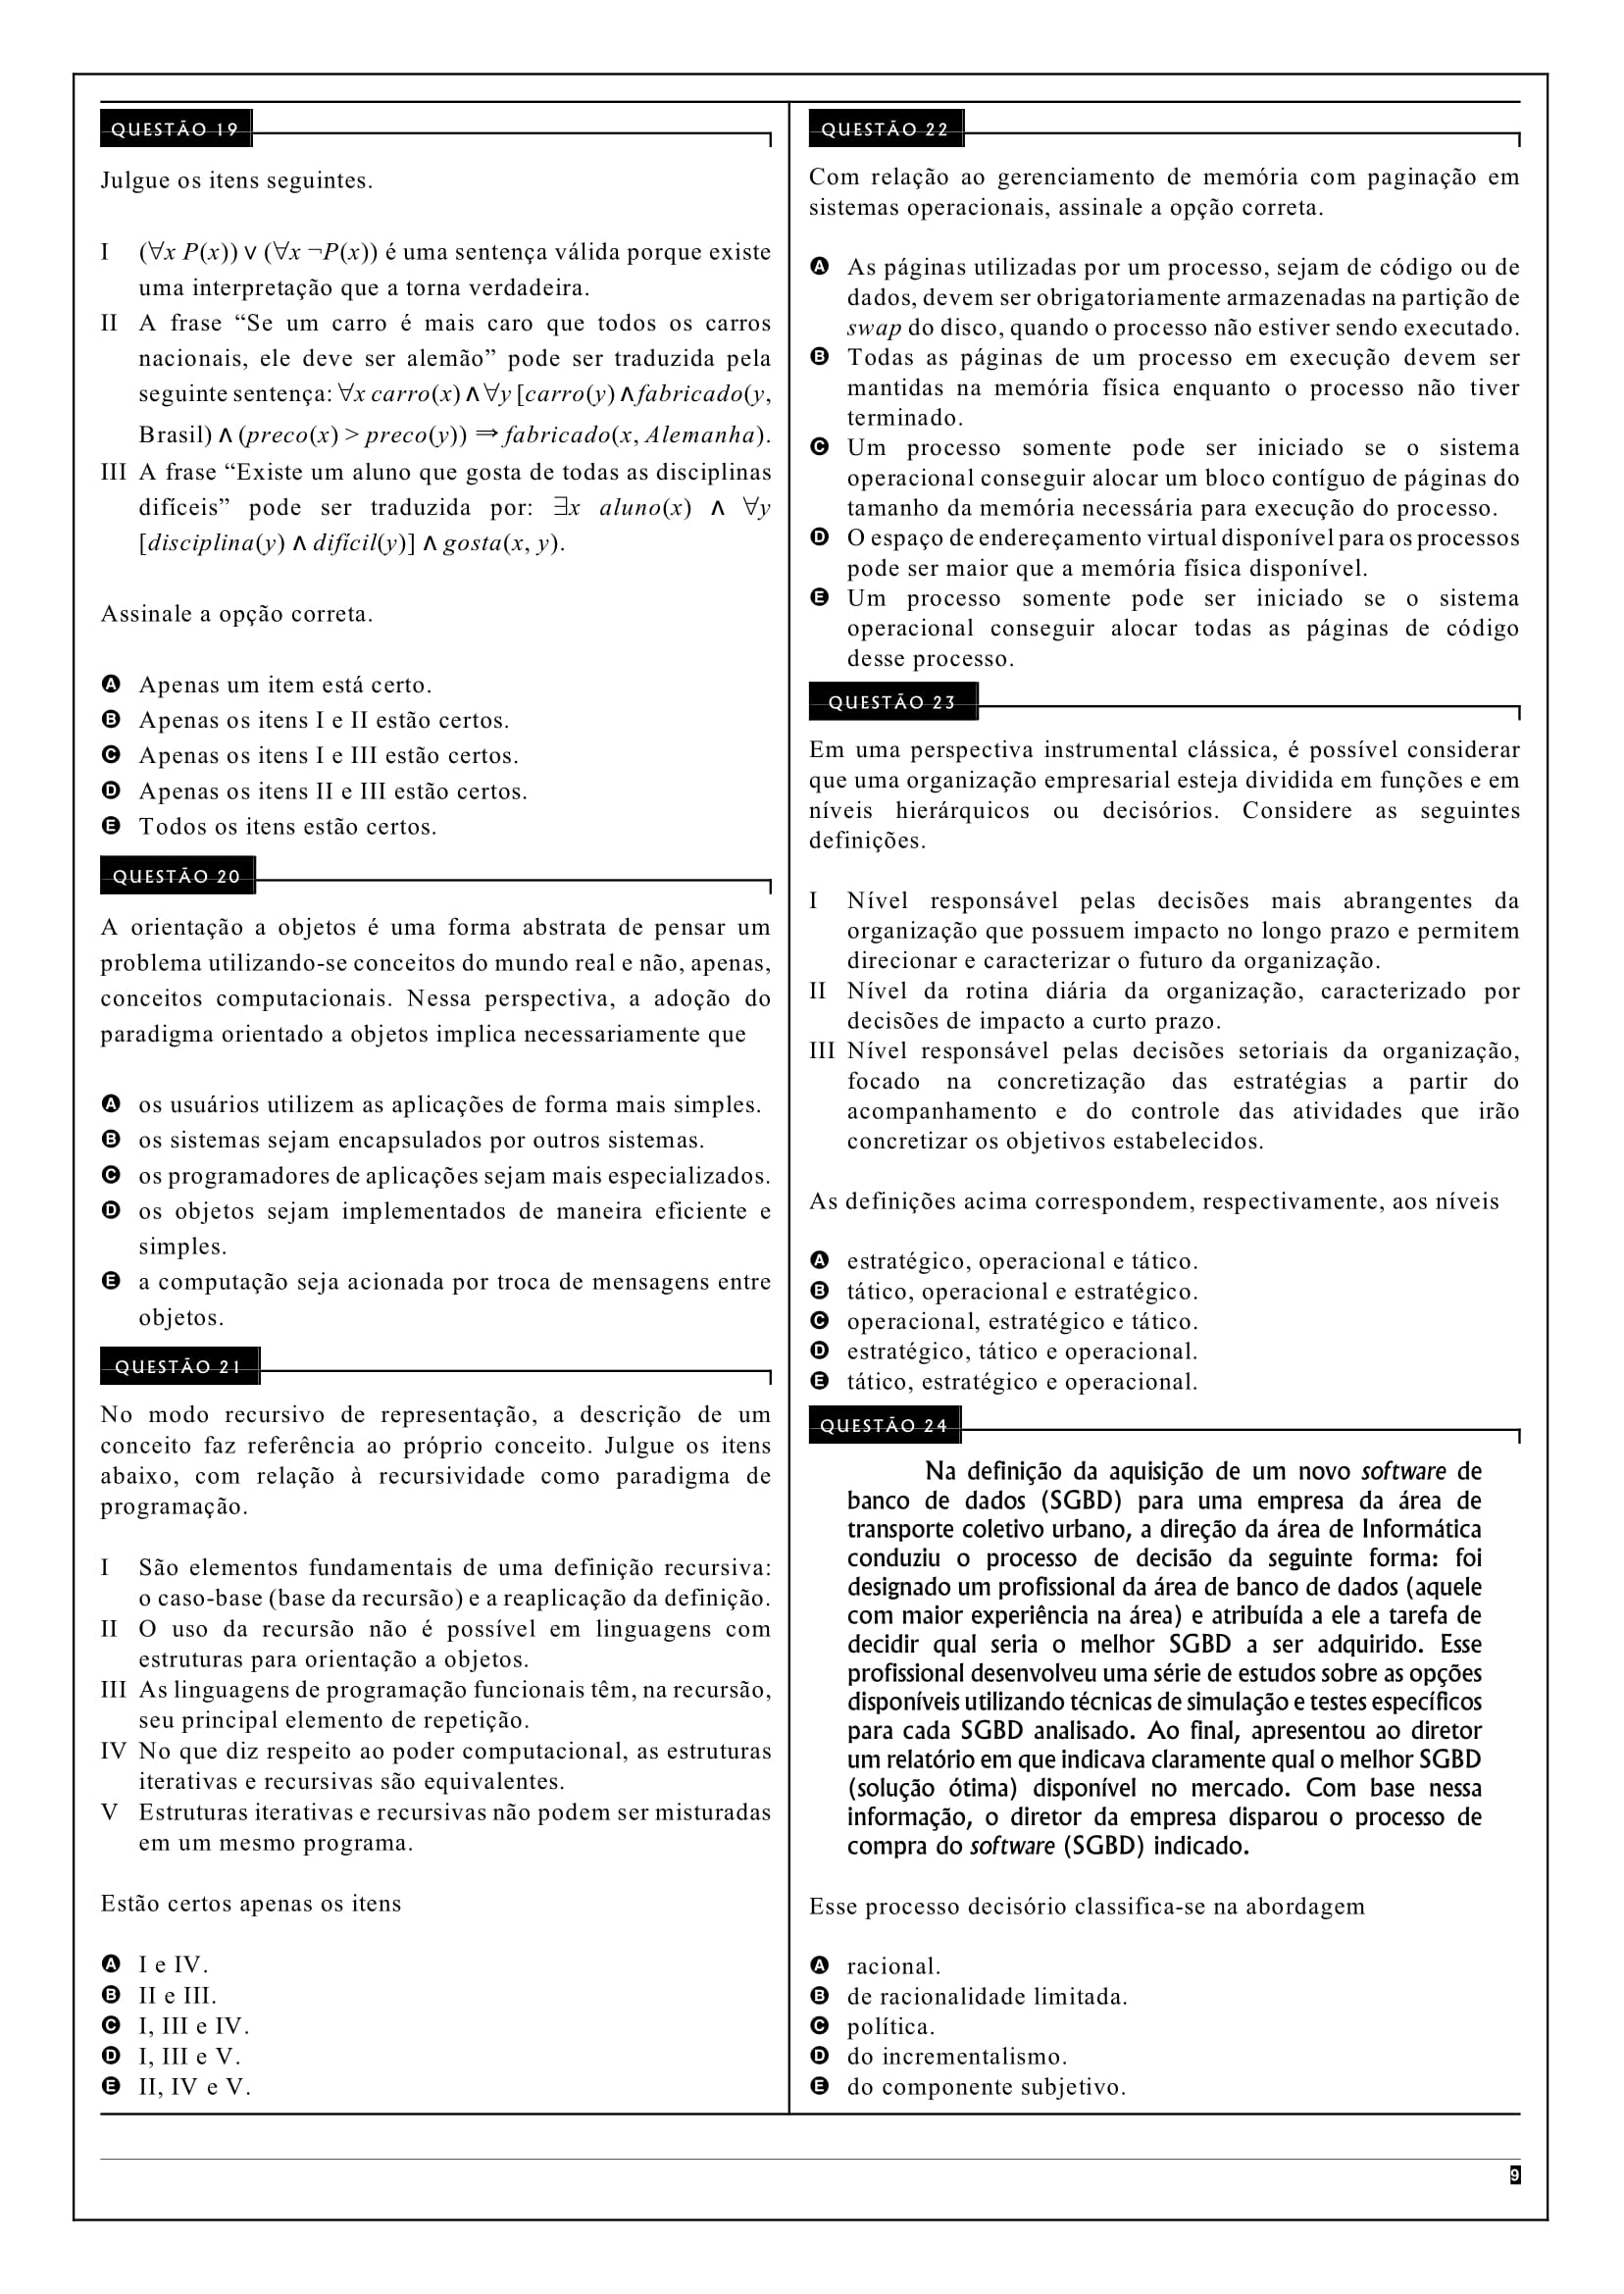 QUESTÃO 19
Julgue os itens seguintes.
I (∀x P(x)) ∨ (∀x ¬P(x)) é uma sentença válida porque existe
uma interpretação que a torna verdadeira.
II A frase “Se um carro é mais caro que todos os carros
nacionais, ele deve ser alemão” pode ser traduzida pela
seguinte sentença: ∀x carro(x) ∧ ∀y [carro(y) ∧ fabricado(y,
Brasil) ∧ (preco(x) > preco(y)) ⇒ fabricado(x, Alemanha).
III A frase “Existe um aluno que gosta de todas as disciplinas
difíceis” pode ser traduzida por: ∃x aluno(x) ∧ ∀y
[disciplina(y) ∧ difícil(y)] ∧ gosta(x, y).
Assinale a opção correta.
A Apenas um item está certo.
B Apenas os itens I e II estão certos.
C Apenas os itens I e III estão certos.
D Apenas os itens II e III estão certos.
E Todos os itens estão certos.
QUESTÃO 20
A orientação a objetos é uma forma abstrata de pensar um
problema utilizando-se conceitos do mundo real e não, apenas,
conceitos computacionais. Nessa perspectiva, a adoção do
paradigma orientado a objetos implica necessariamente que
A os usuários utilizem as aplicações de forma mais simples.
B os sistemas sejam encapsulados por outros sistemas.
C os programadores de aplicações sejam mais especializados.
D os objetos sejam implementados de maneira eficiente e
simples.
E a computação seja acionada por troca de mensagens entre
objetos.
QUESTÃO 21
No modo recursivo de representação, a descrição de um
conceito faz referência ao próprio conceito. Julgue os itens
abaixo, com relação à recursividade como paradigma de
programação.
I São elementos fundamentais de uma definição recursiva:
o caso-base (base da recursão) e a reaplicação da definição.
II O uso da recursão não é possível em linguagens com
estruturas para orientação a objetos.
III As linguagens de programação funcionais têm, na recursão,
seu principal elemento de repetição.
IV No que diz respeito ao poder computacional, as estruturas
iterativas e recursivas são equivalentes.
V Estruturas iterativas e recursivas não podem ser misturadas
em um mesmo programa.
Estão certos apenas os itens
A I e IV.
B II e III.
C I, III e IV.
D I, III e V.
E II, IV e V.
QUESTÃO 22
Com relação ao gerenciamento de memória com paginação em
sistemas operacionais, assinale a opção correta.
A As páginas utilizadas por um processo, sejam de código ou de
dados, devem ser obrigatoriamente armazenadas na partição de
swap do disco, quando o processo não estiver sendo executado.
B Todas as páginas de um processo em execução devem ser
mantidas na memória física enquanto o processo não tiver
terminado.
C Um processo somente pode ser iniciado se o sistema
operacional conseguir alocar um bloco contíguo de páginas do
tamanho da memória necessária para execução do processo.
D O espaço de endereçamento virtual disponível para os processos
pode ser maior que a memória física disponível.
E Um processo somente pode ser iniciado se o sistema
operacional conseguir alocar todas as páginas de código
desse processo.
QUESTÃO 23
Em uma perspectiva instrumental clássica, é possível considerar
que uma organização empresarial esteja dividida em funções e em
níveis hierárquicos ou decisórios. Considere as seguintes
definições.
I Nível responsável pelas decisões mais abrangentes da
organização que possuem impacto no longo prazo e permitem
direcionar e caracterizar o futuro da organização.
II Nível da rotina diária da organização, caracterizado por
decisões de impacto a curto prazo.
III Nível responsável pelas decisões setoriais da organização,
focado na concretização das estratégias a partir do
acompanhamento e do controle das atividades que irão
concretizar os objetivos estabelecidos.
As definições acima correspondem, respectivamente, aos níveis
A estratégico, operacional e tático.
B tático, operacional e estratégico.
C operacional, estratégico e tático.
D estratégico, tático e operacional.
E tático, estratégico e operacional.
QUESTÃO 24
Na definição da aquisição de um novo software de
banco de dados (SGBD) para uma empresa da área de
transporte coletivo urbano, a direção da área de Informática
conduziu o processo de decisão da seguinte forma: foi
designado um profissional da área de banco de dados (aquele
com maior experiência na área) e atribuída a ele a tarefa de
decidir qual seria o melhor SGBD a ser adquirido. Esse
profissional desenvolveu uma série de estudos sobre as opções
disponíveis utilizando técnicas de simulação e testes específicos
para cada SGBD analisado. Ao final, apresentou ao diretor
um relatório em que indicava claramente qual o melhor SGBD
(solução ótima) disponível no mercado. Com base nessa
informação, o diretor da empresa disparou o processo de
compra do software (SGBD) indicado.
Esse processo decisório classifica-se na abordagem
A racional.
B de racionalidade limitada.
C política.
D do incrementalismo.
E do componente subjetivo.
9